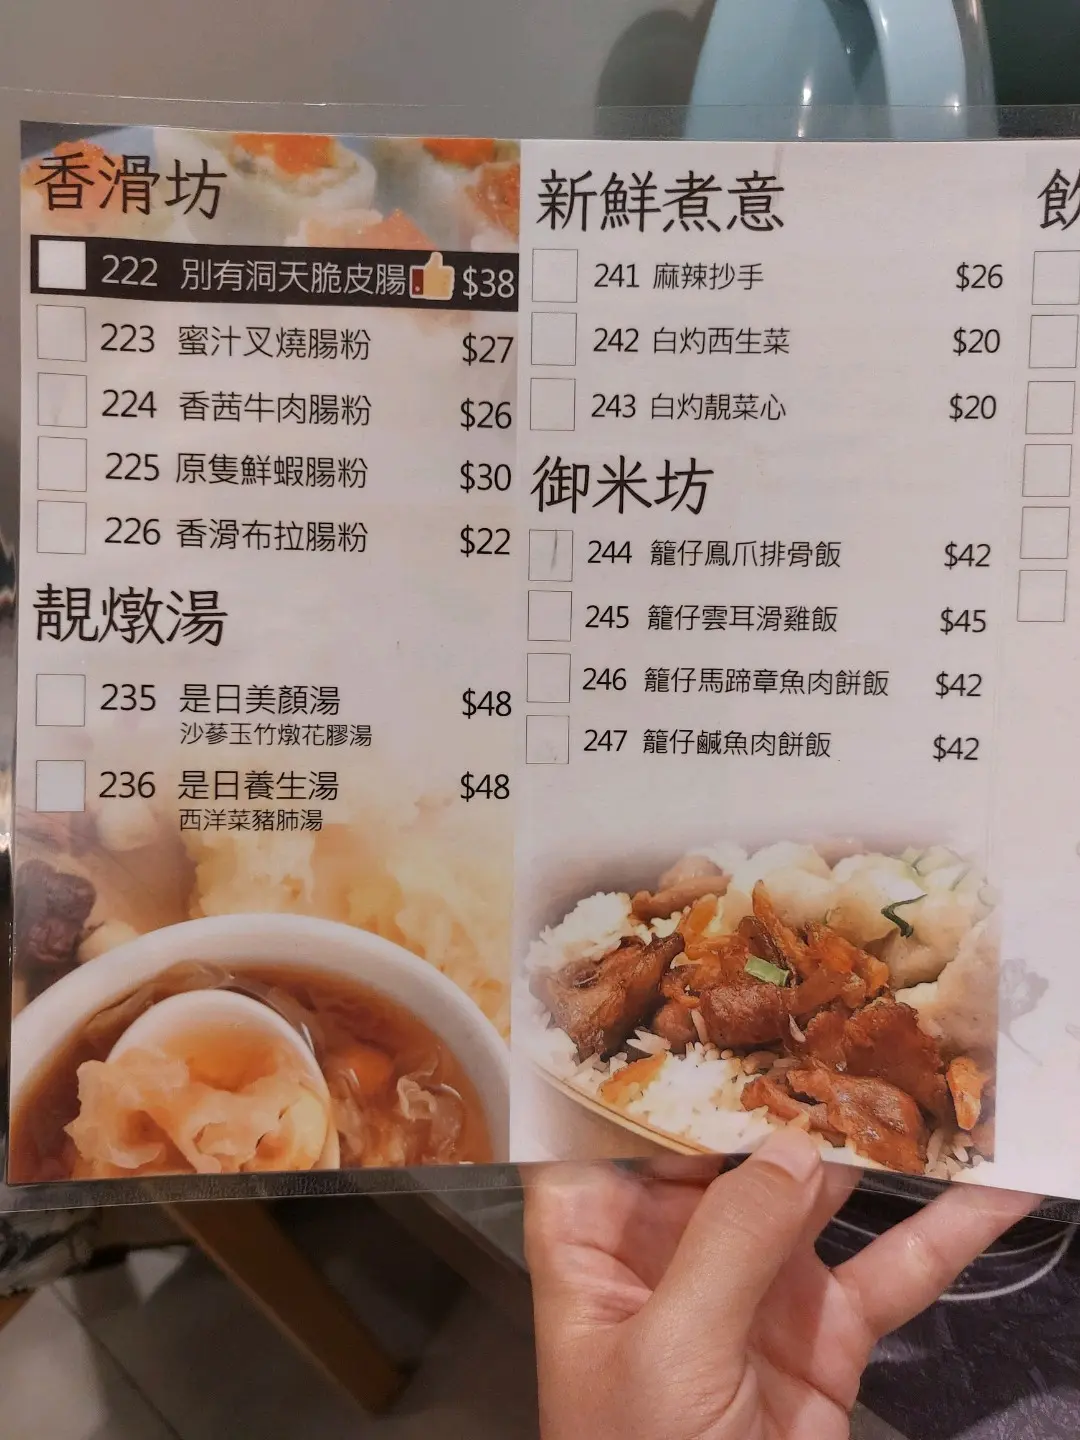 香滑坊
222 別有洞天脆皮腸 $38
223 蜜汁叉燒腸粉 $27
224 香茜牛肉腸粉 $26
225 原隻鮮蝦腸粉 $30
226 香滑布拉腸粉 $22
靚燉湯
235 是日美顏湯 $48
沙蔘玉竹燉花膠湯
236 是日養生湯 $48
西洋菜豬肺湯
新鮮煮意
241 麻辣抄手 $26
242 白灼西生菜 $20
243 白灼靚菜心 $20
御米坊
244 籠仔鳳爪排骨飯 $42
245 籠仔雲耳滑雞飯 $45
246 籠仔馬蹄章魚肉餅飯 $42
247 籠仔鹹魚肉餅飯 $42
飲